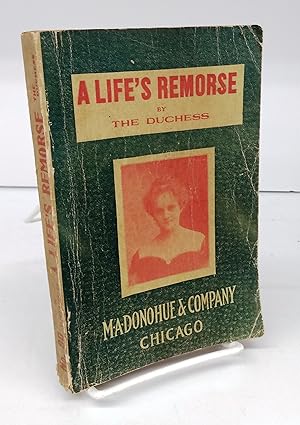 A LIFE'S REMORSE
BY
THE DUCHESS
M·A·DONOHUE & COMPANY
CHICAGO
A LIFE'S REMORSE